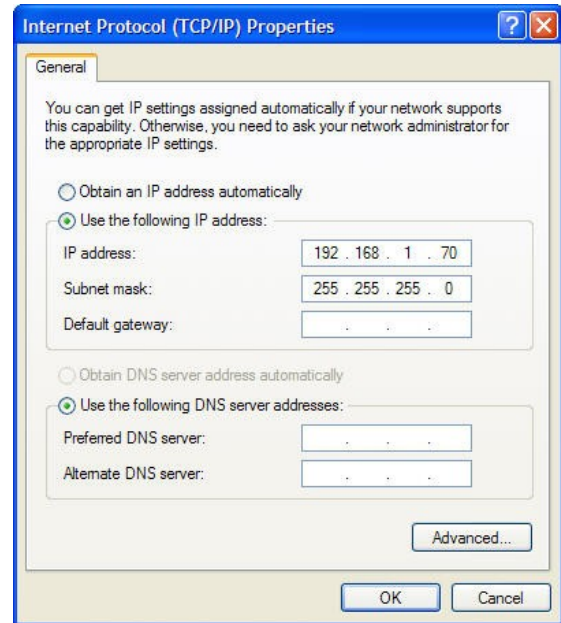 Internet Protocol (TCP/IP) Properties
General
You can get IP settings assigned automatically if your network supports
this capability. Otherwise, you need to ask your network administrator for
the appropriate IP settings.
Obtain an IP address automatically
Use the following IP address:
IP address: 192 . 168 . 1 . 70
Subnet mask: 255 . 255 . 255 . 0
Default gateway: . . .
Obtain DNS server address automatically
Use the following DNS server addresses:
Preferred DNS server: . . .
Alternate DNS server: . . .
Advanced...
OK Cancel